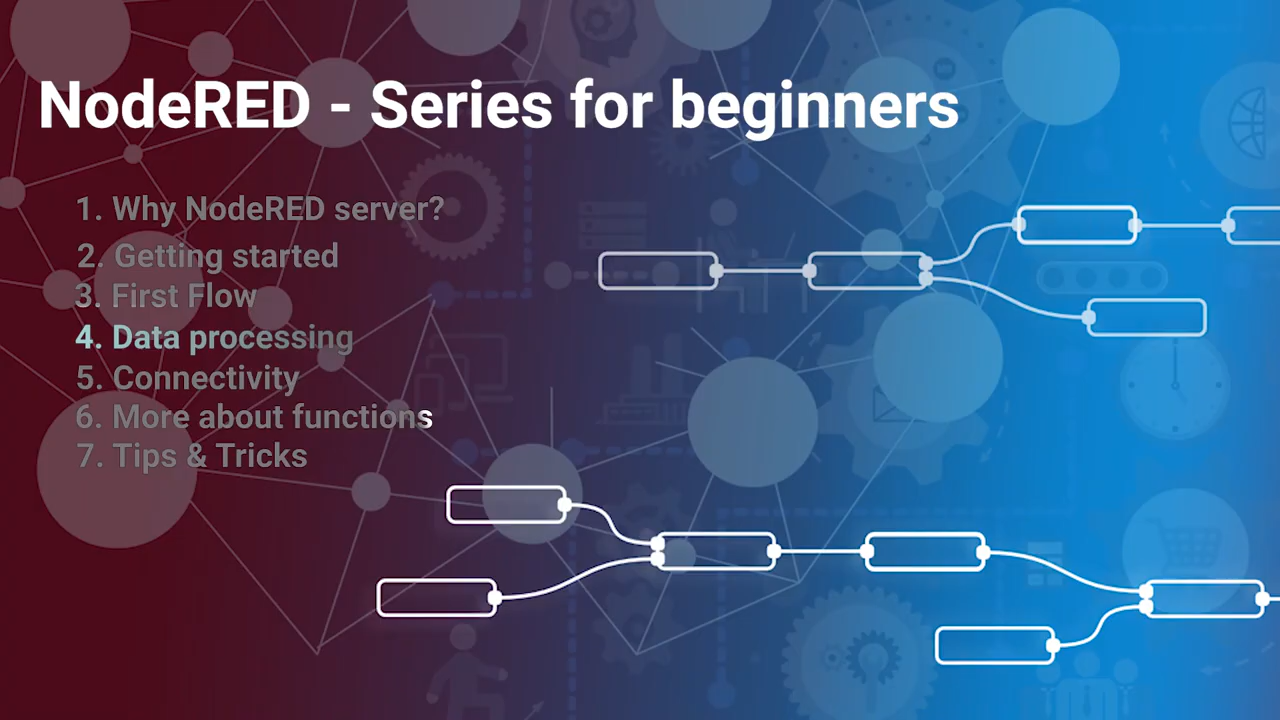 NodeRED - Series for beginners
1. Why NodeRED server?
2. Getting started
3. First Flow
4. Data processing
5. Connectivity
6. More about functions
7. Tips & Tricks